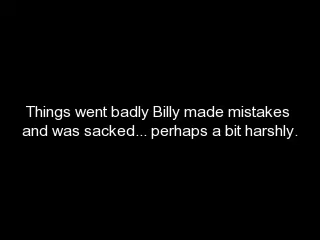 Things went badly Billy made mistakes
and was sacked... perhaps a bit harshly.